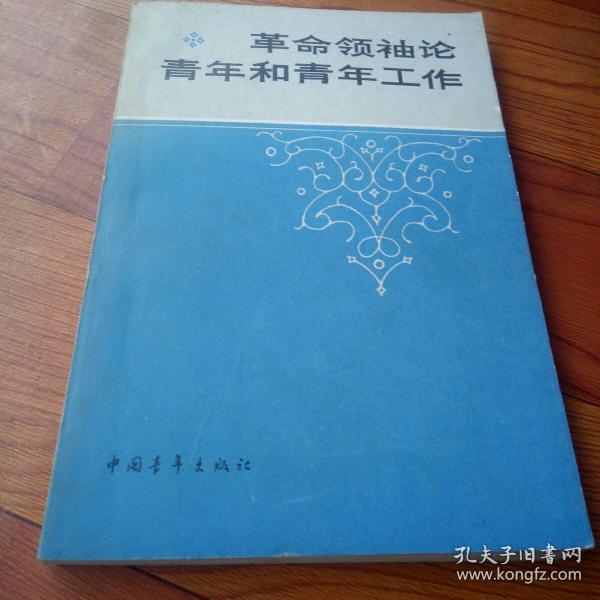 革命领袖论
青年和青年工作
中国青年出版社
孔夫子旧书网
www.kongfz.com